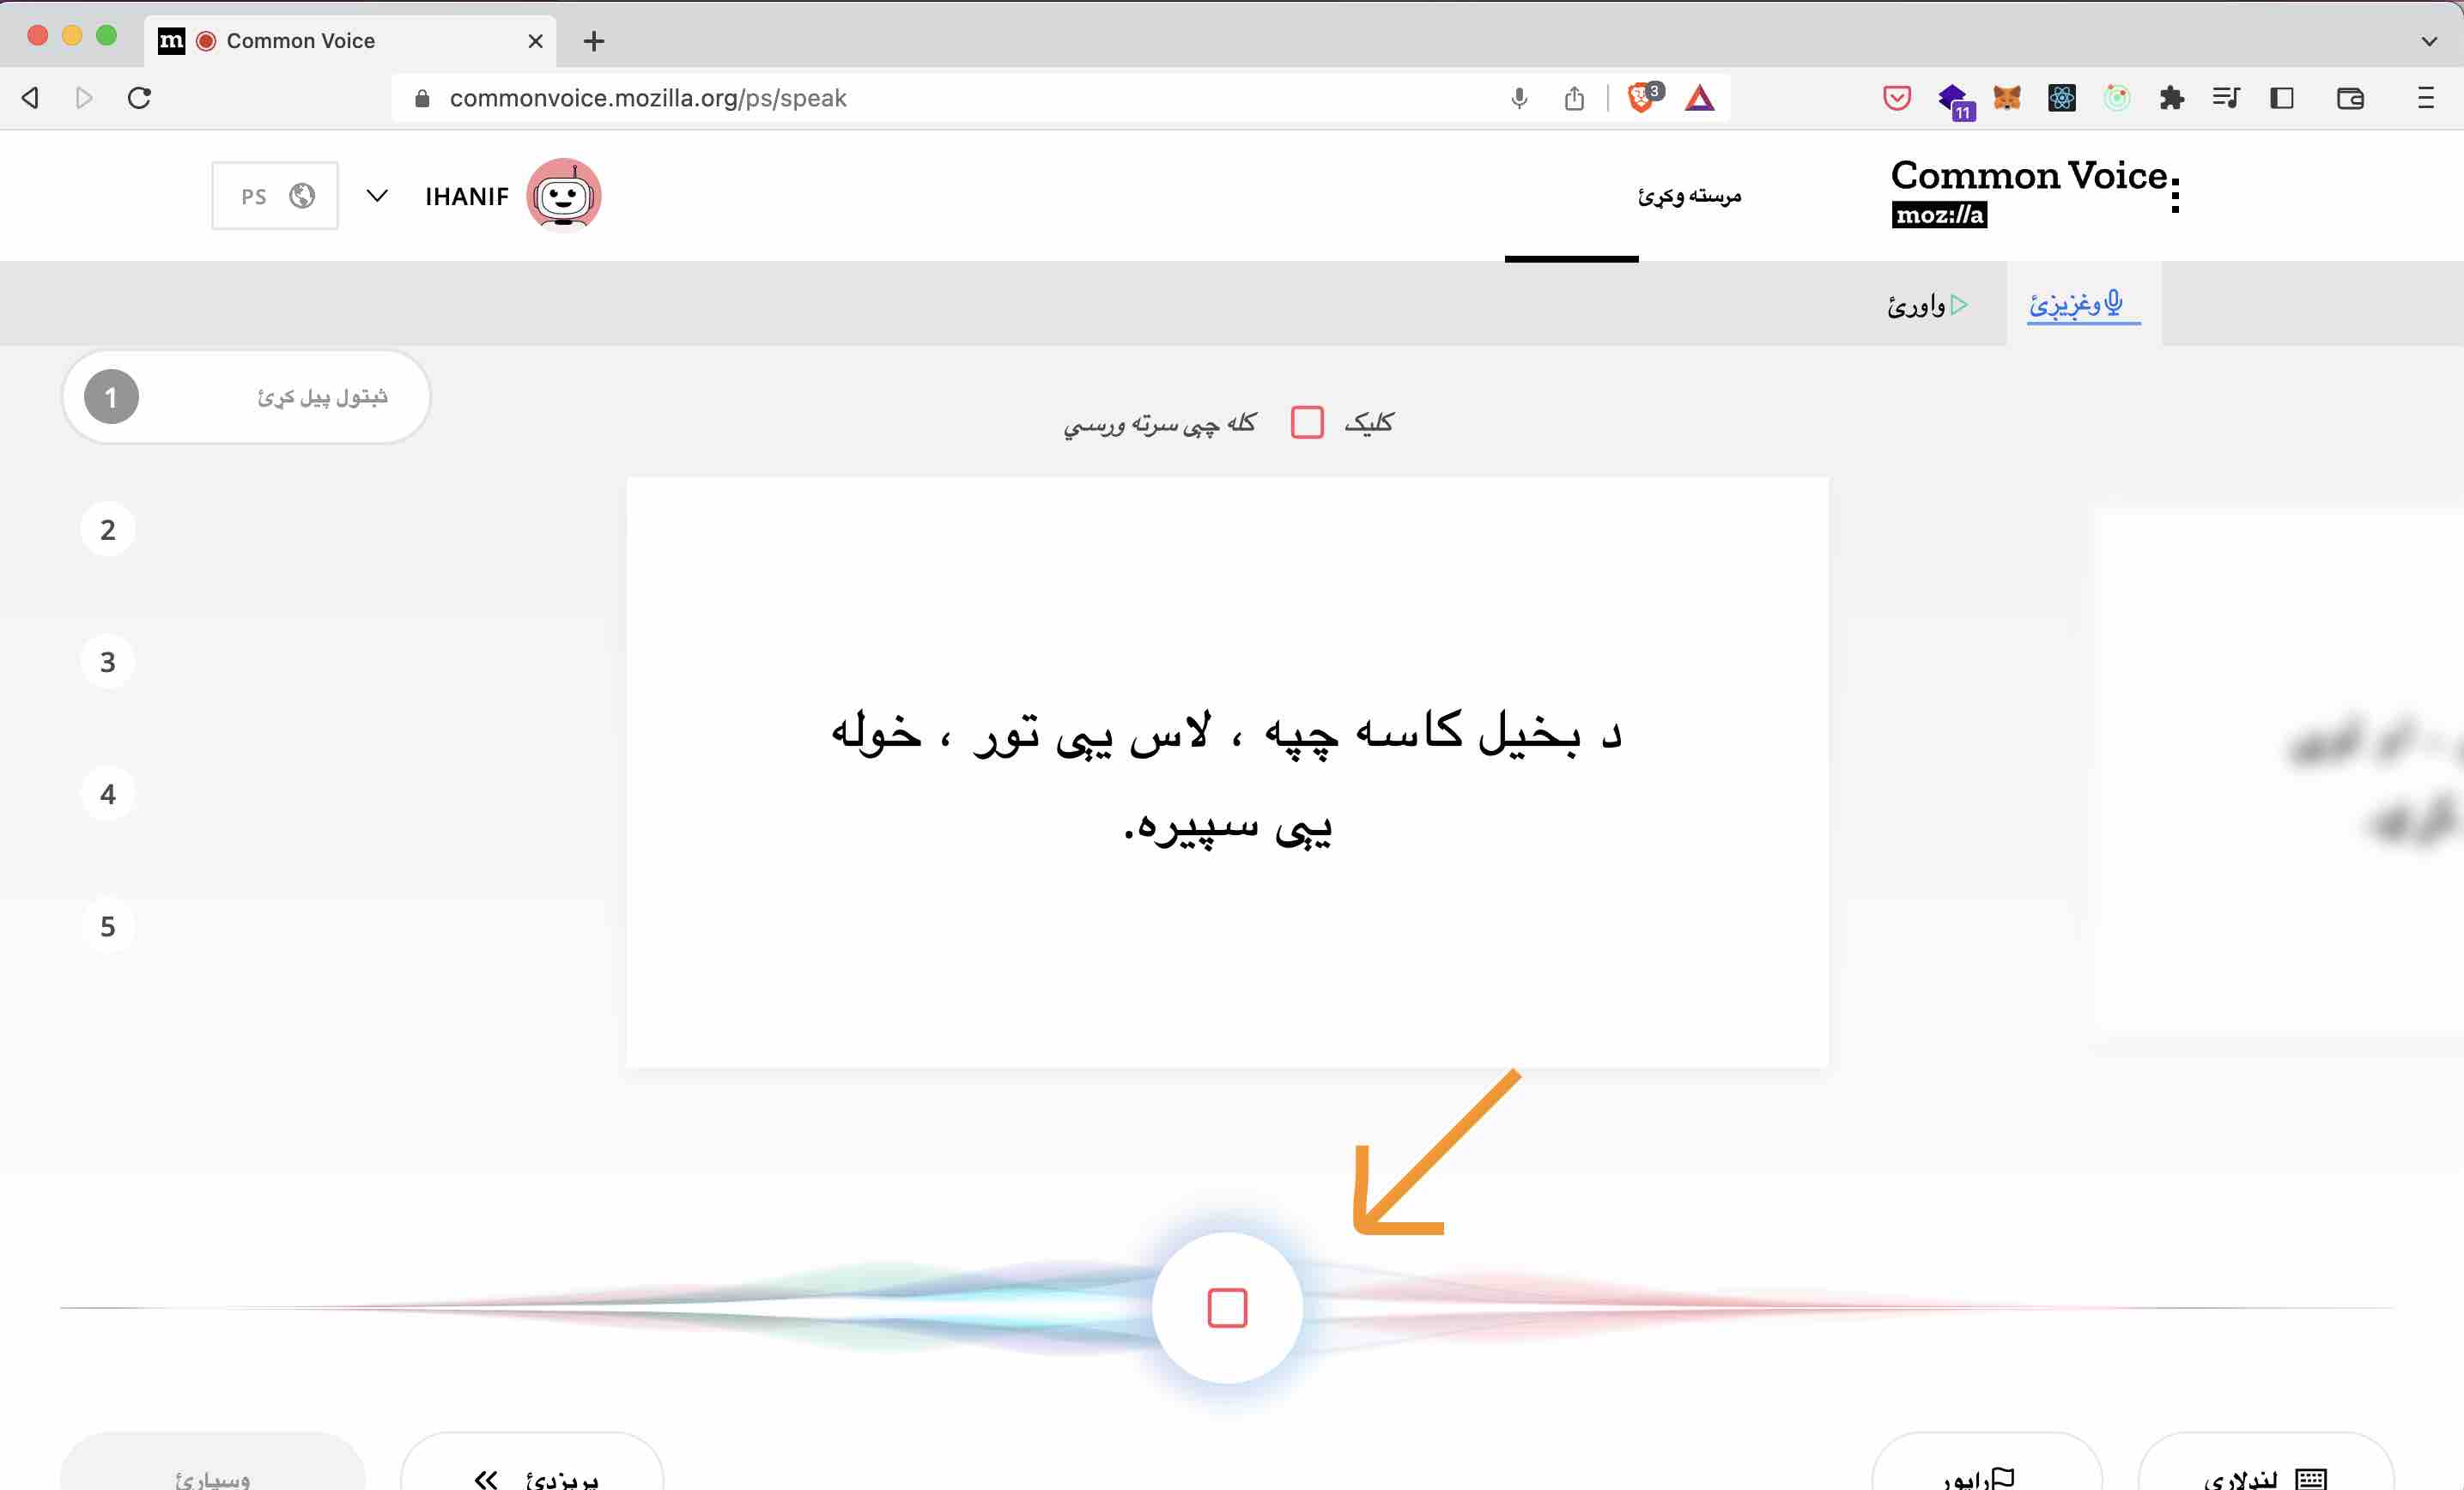 Common Voice
commonvoice.mozilla.org/ps/speak
3
11
PS
IHANIF
مرسته وکړئ
Common Voice
moz://a
وغږیږئ
واورئ
1
ثبتول پیل کړئ
کلیک
کله چې سرته ورسي
2
3
4
5
د بخیل کاسه چپه ، لاس یې تور ، خوله
یې سپیره.
لنډلارې
راپور
پرېږدئ
وسپارئ